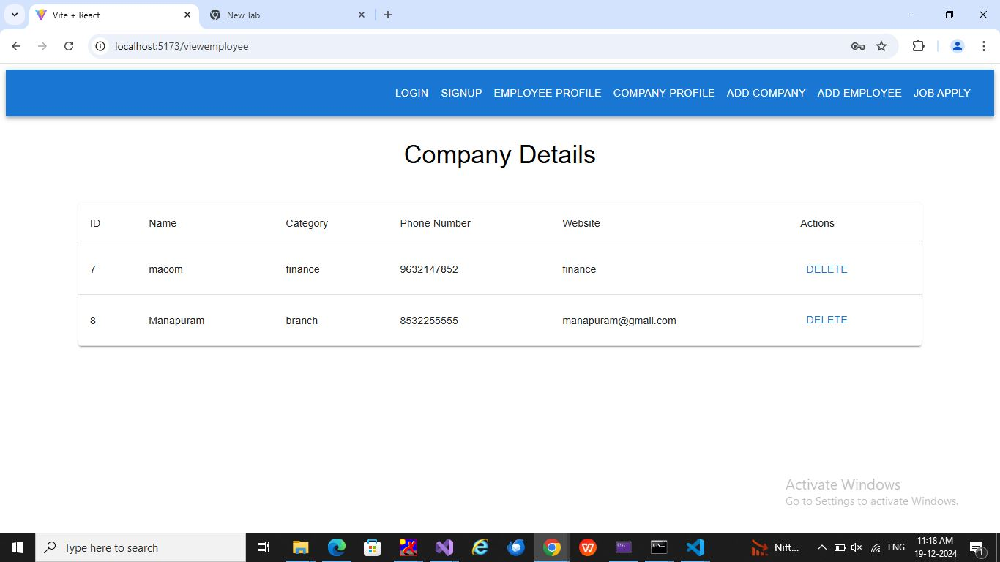 Vite + React
New Tab
localhost:5173/viewemployee
LOGIN SIGNUP EMPLOYEE PROFILE COMPANY PROFILE ADD COMPANY ADD EMPLOYEE JOB APPLY
Company Details
ID Name Category Phone Number Website Actions
7 macom finance 9632147852 finance DELETE
8 Manapuram branch 8532255555 manapuram@gmail.com DELETE
Activate Windows
Go to Settings to activate Windows.
Type here to search
Nift...
ENG
11:18 AM
19-12-2024
1